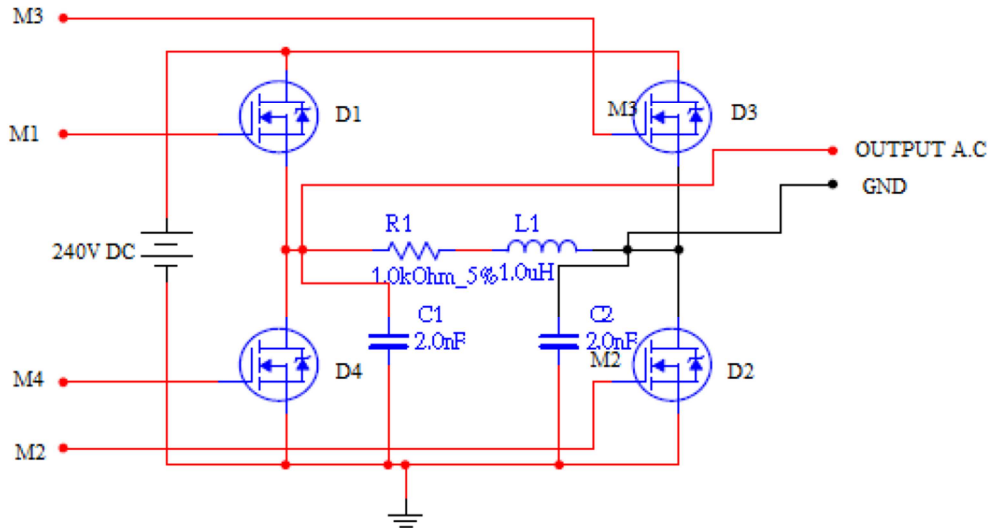 M3
D1
M3
D3
M1
OUTPUT A.C
GND
R1
L1
240V DC
1.0kOhm_5%
1.0uH
C1
2.0nF
C2
2.0nF
M2
D4
D2
M4
M2